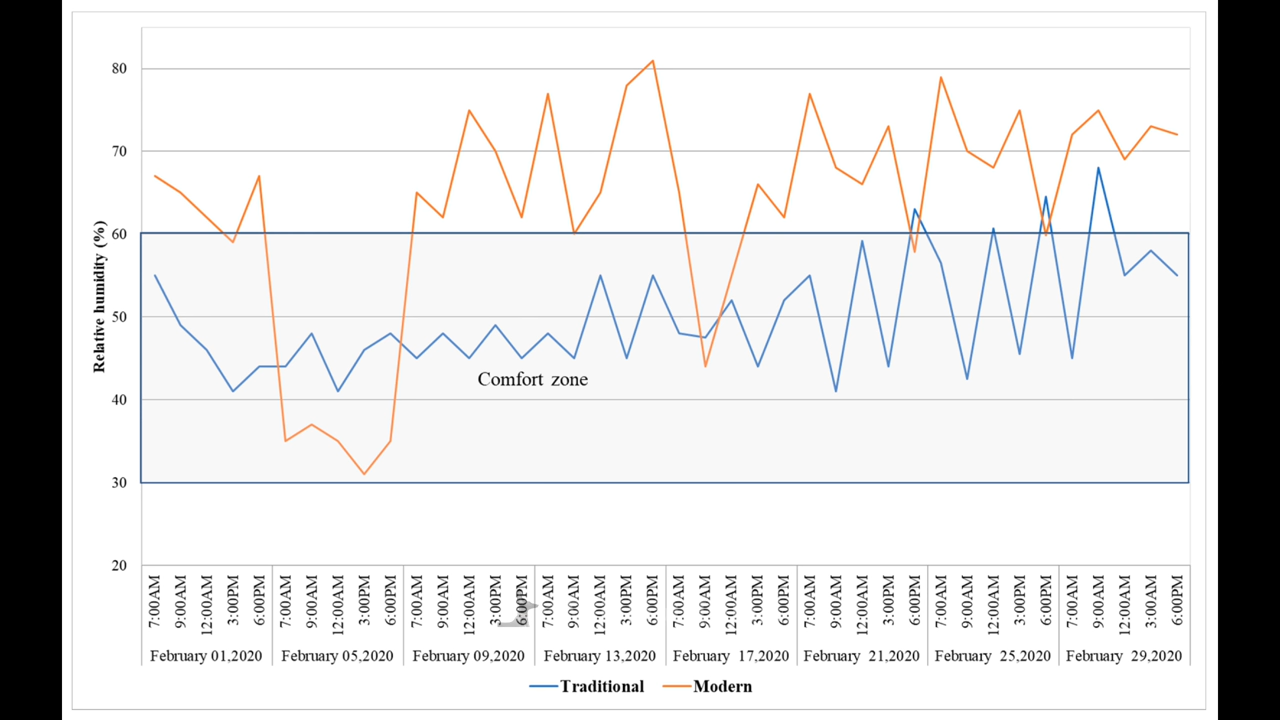 80
70
60
50
40
30
20
Relative humidity (%)
Comfort zone
7:00AM 9:00AM 12:00AM 3:00PM 6:00PM 7:00AM 9:00AM 12:00AM 3:00PM 6:00PM 7:00AM 9:00AM 12:00AM 3:00PM 6:00PM 7:00AM 9:00AM 12:00AM 3:00PM 6:00PM 7:00AM 9:00AM 12:00AM 3:00PM 6:00PM 7:00AM 9:00AM 12:00AM 3:00PM 6:00PM 7:00AM 9:00AM 12:00AM 3:00PM 6:00PM 7:00AM 9:00AM 12:00AM 3:00AM 6:00PM
February 01,2020 February 05,2020 February 09,2020 February 13,2020 February 17,2020 February 21,2020 February 25,2020 February 29,2020
Traditional Modern